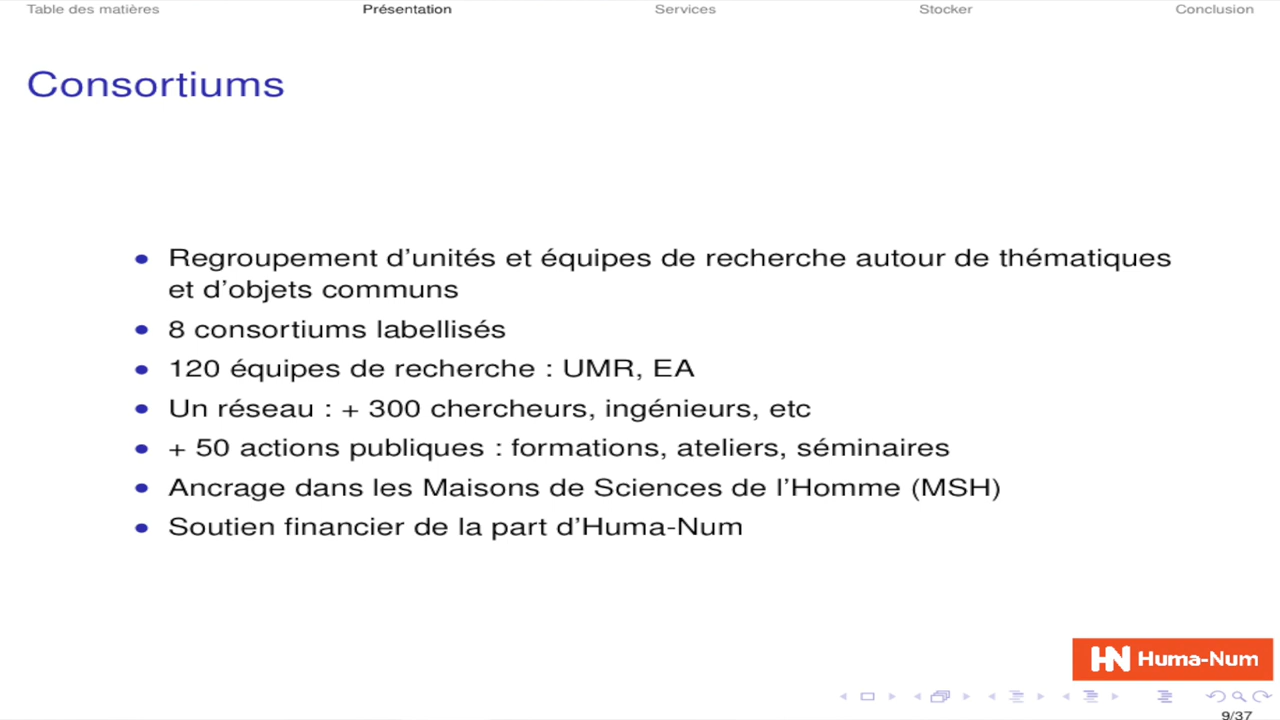 Table des matières Présentation Services Stocker Conclusion
Consortiums
• Regroupement d'unités et équipes de recherche autour de thématiques
et d'objets communs
• 8 consortiums labellisés
• 120 équipes de recherche : UMR, EA
• Un réseau : + 300 chercheurs, ingénieurs, etc
• + 50 actions publiques : formations, ateliers, séminaires
• Ancrage dans les Maisons de Sciences de l'Homme (MSH)
• Soutien financier de la part d'Huma-Num
HN Huma-Num
9/37